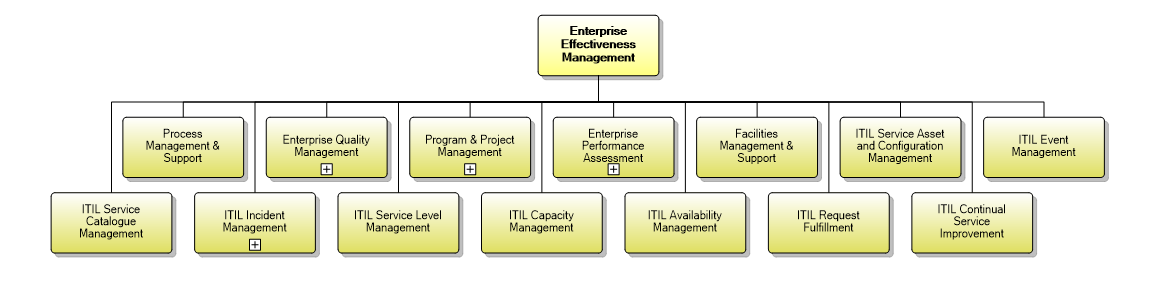 Enterprise
Effectiveness
Management
Process
Management &
Support
Enterprise Quality
Management
Program & Project
Management
Enterprise
Performance
Assessment
Facilities
Management &
Support
ITIL Service Asset
and Configuration
Management
ITIL Event
Management
ITIL Service
Catalogue
Management
ITIL Incident
Management
ITIL Service Level
Management
ITIL Capacity
Management
ITIL Availability
Management
ITIL Request
Fulfillment
ITIL Continual
Service
Improvement